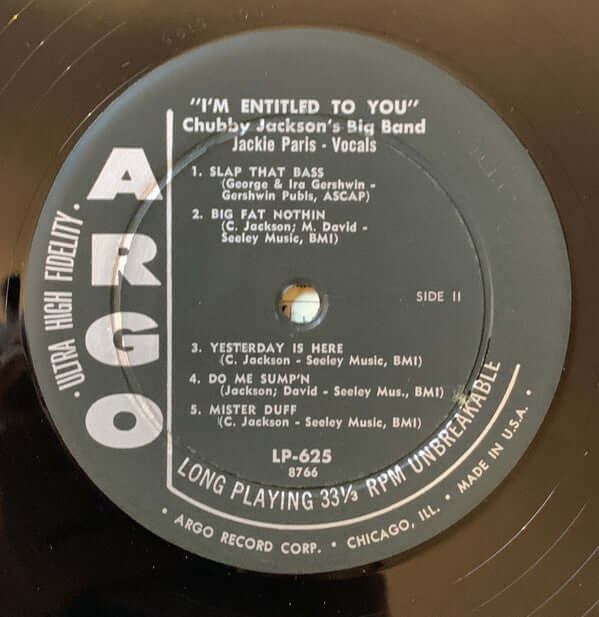 "I'M ENTITLED TO YOU"
Chubby Jackson's Big Band
Jackie Paris - Vocals
1. SLAP THAT BASS
(George & Ira Gershwin -
Gershwin Publs, ASCAP)
2. BIG FAT NOTHIN
(C. Jackson; M. David -
Seeley Music, BMI)
SIDE II
3. YESTERDAY IS HERE
(C. Jackson - Seeley Music, BMI)
4. DO ME SUMP'N
(Jackson; David - Seeley Mus., BMI)
5. MISTER DUFF
(C. Jackson - Seeley Music, BMI)
LP-625
8766
ARGO
• ULTRA HIGH FIDELITY •
LONG PLAYING 33⅓ RPM UNBREAKABLE
• ARGO RECORD CORP. • CHICAGO, ILL. • MADE IN U.S.A. •